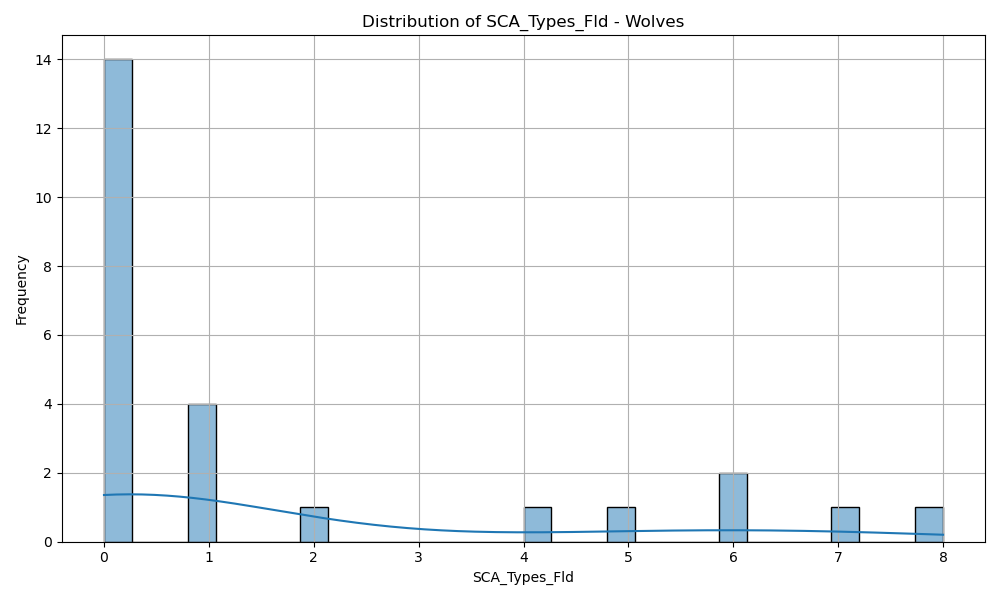 Distribution of SCA_Types_Fld - Wolves
14
12
10
8
6
4
2
0
Frequency
0 1 2 3 4 5 6 7 8
SCA_Types_Fld